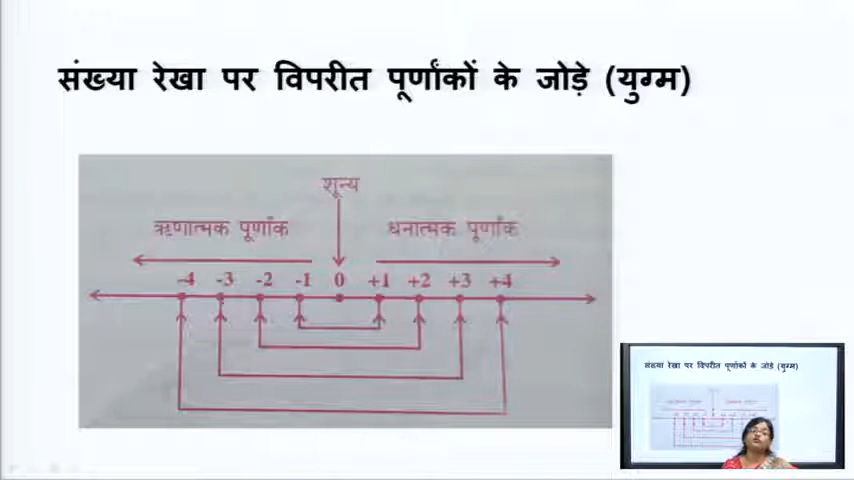 संख्या रेखा पर विपरीत पूर्णांकों के जोड़े (युग्म)
शून्य
ऋणात्मक पूर्णांक धनात्मक पूर्णांक
-4 -3 -2 -1 0 +1 +2 +3 +4
संख्या रेखा पर विपरीत पूर्णांकों के जोड़े (युग्म)